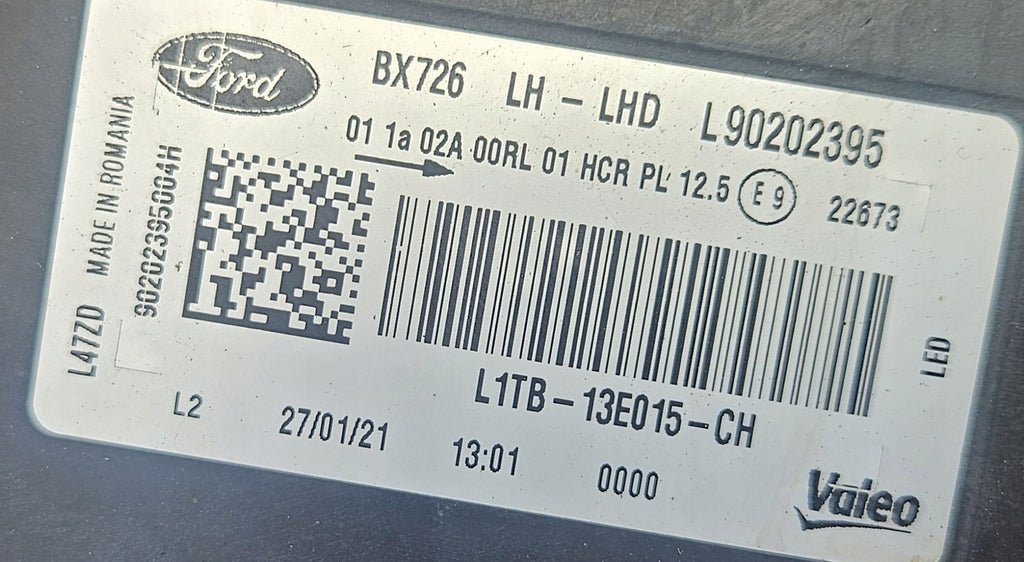 Ford
BX726 LH - LHD L90202395
01 1a 02A 00RL 01 HCR PL 12.5 E 9 22673
L47ZD MADE IN ROMANIA
90202395004H
LED
L1TB-13E015-CH
L2 27/01/21 13:01 0000
Valeo